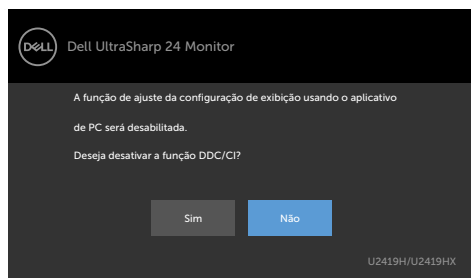 DELL
Dell UltraSharp 24 Monitor
A função de ajuste da configuração de exibição usando o aplicativo
de PC será desabilitada.
Deseja desativar a função DDC/CI?
Sim
Não
U2419H/U2419HX